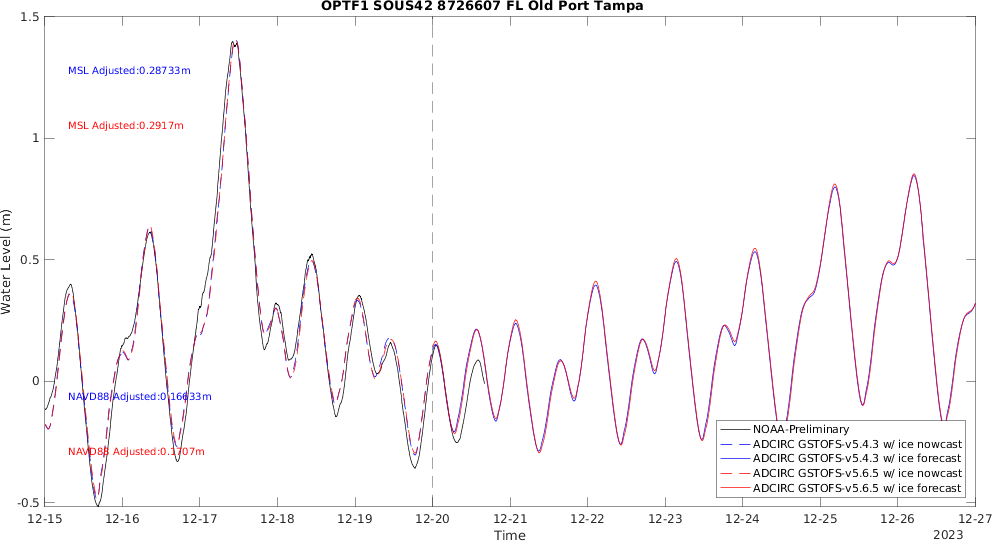 OPTF1 SOUS42 8726607 FL Old Port Tampa
1.5
MSL Adjusted:0.28733m
MSL Adjusted:0.2917m
1
Water Level (m)
0.5
0
NAVD88 Adjusted:0.16633m
NAVD88 Adjusted:0.1707m
-0.5
NOAA-Preliminary
ADCIRC GSTOFS-v5.4.3 w/ ice nowcast
ADCIRC GSTOFS-v5.4.3 w/ ice forecast
ADCIRC GSTOFS-v5.6.5 w/ ice nowcast
ADCIRC GSTOFS-v5.6.5 w/ ice forecast
12-15 12-16 12-17 12-18 12-19 12-20 12-21 12-22 12-23 12-24 12-25 12-26 12-27
Time
2023